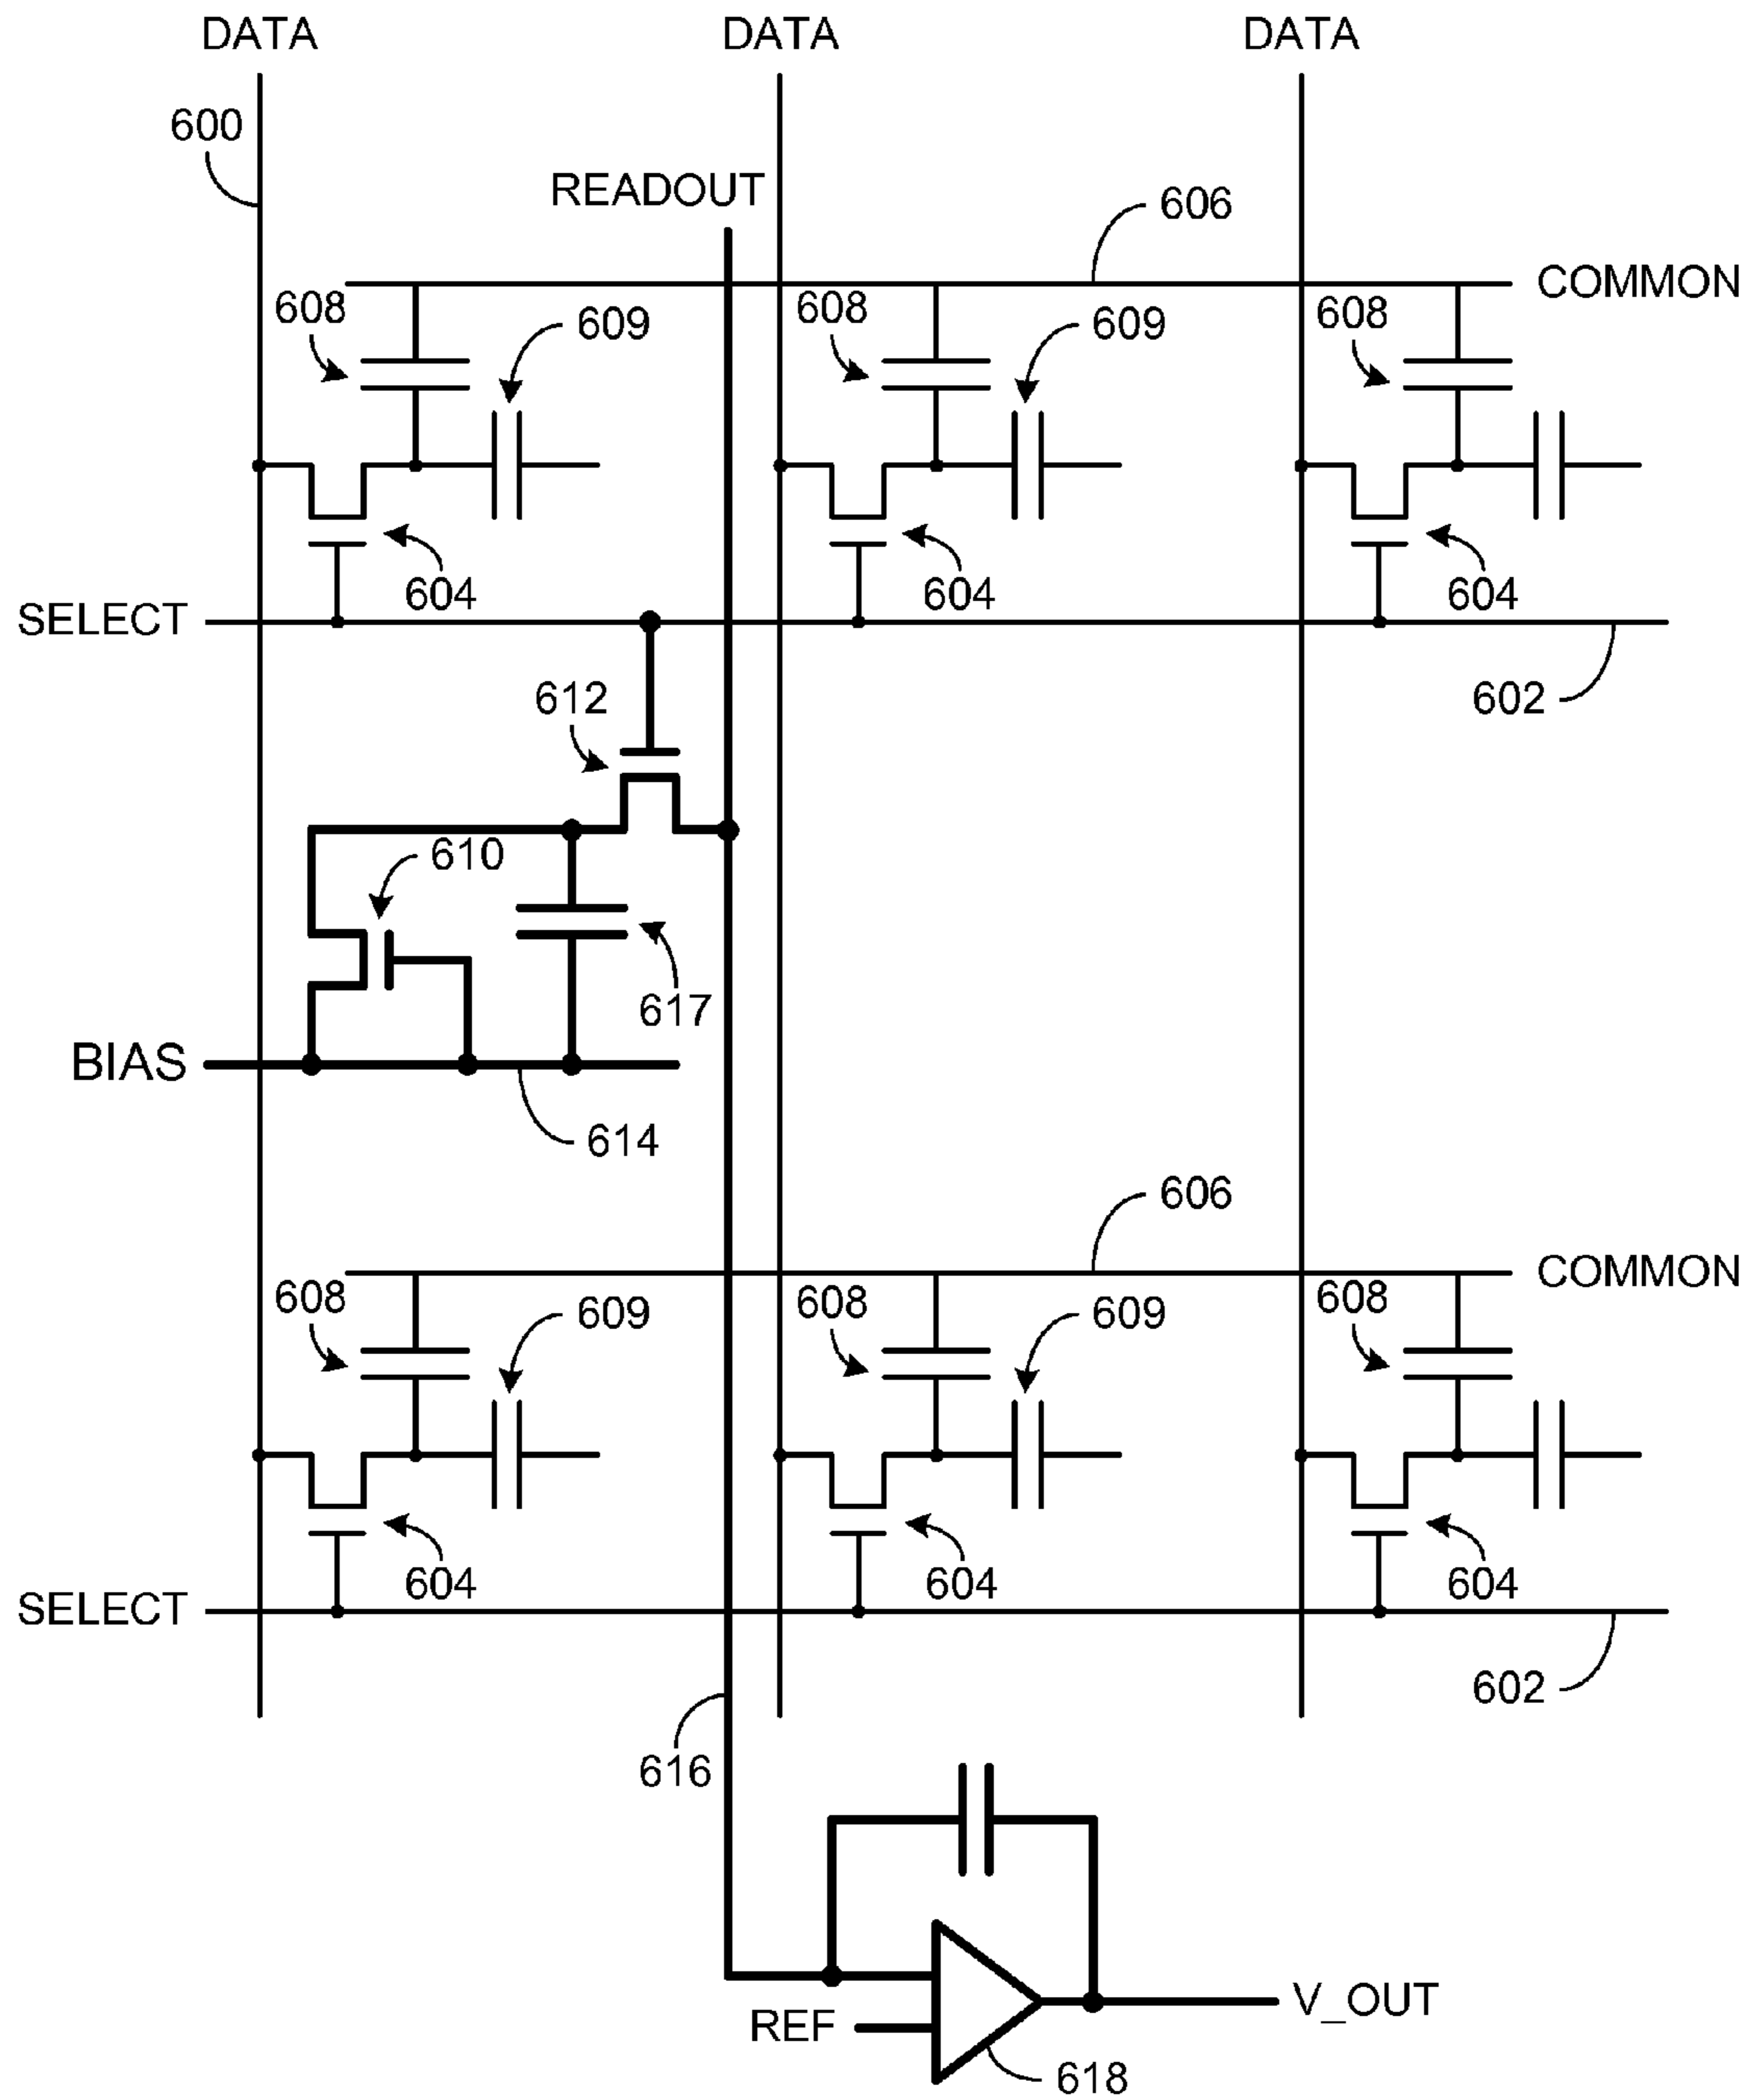 DATA DATA DATA
600
READOUT
606
COMMON
608 609 608 609 608
604 604 604
SELECT
602
612
610
617
BIAS
614
606
COMMON
608 609 608 609 608
604 604 604
SELECT
602
616
V_OUT
REF
618